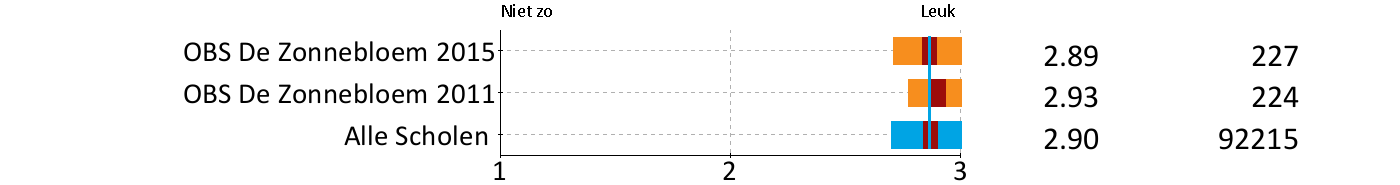 Niet zo Leuk
OBS De Zonnebloem 2015 2.89 227
OBS De Zonnebloem 2011 2.93 224
Alle Scholen 2.90 92215
1 2 3